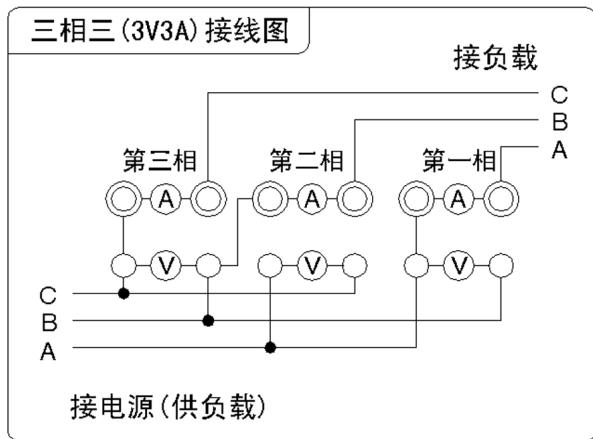 三相三(3V3A)接线图
接负载
C
B
A
第三相 第二相 第一相
A A A
V V V
C
B
A
接电源(供负载)